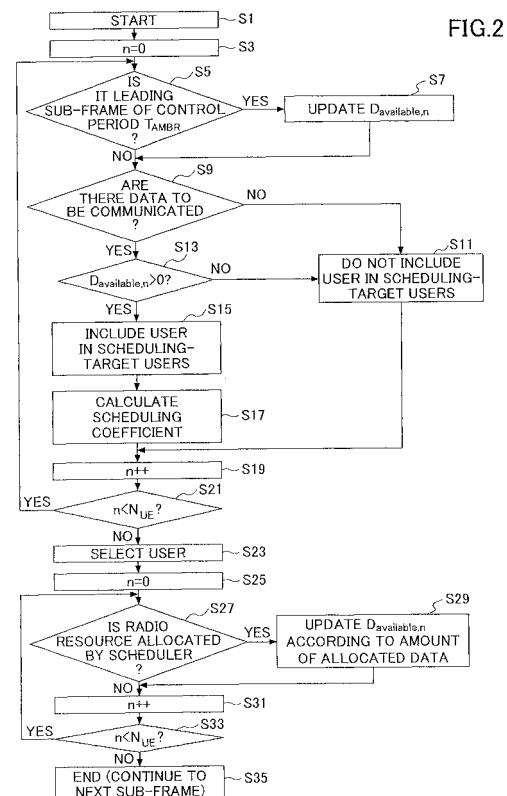 FIG.2
START
S1
n=0
S3
S5
IS
IT LEADING
SUB-FRAME OF CONTROL
PERIOD TAMBR
?
YES
S7
UPDATE Davailable,n
NO
S9
ARE
THERE DATA TO
BE COMMUNICATED
?
NO
YES
S11
DO NOT INCLUDE
USER IN SCHEDULING-
TARGET USERS
S13
Davailable,n>0?
NO
YES
S15
INCLUDE USER
IN SCHEDULING-
TARGET USERS
CALCULATE
SCHEDULING
COEFFICIENT
S17
n++
S19
S21
YES
n<NUE?
NO
SELECT USER
S23
n=0
S25
S27
IS RADIO
RESOURCE ALLOCATED
BY SCHEDULER
?
YES
S29
UPDATE Davailable,n
ACCORDING TO AMOUNT
OF ALLOCATED DATA
NO
n++
S31
S33
YES
n<NUE?
NO
END (CONTINUE TO
NEXT SUB-FRAME)
S35